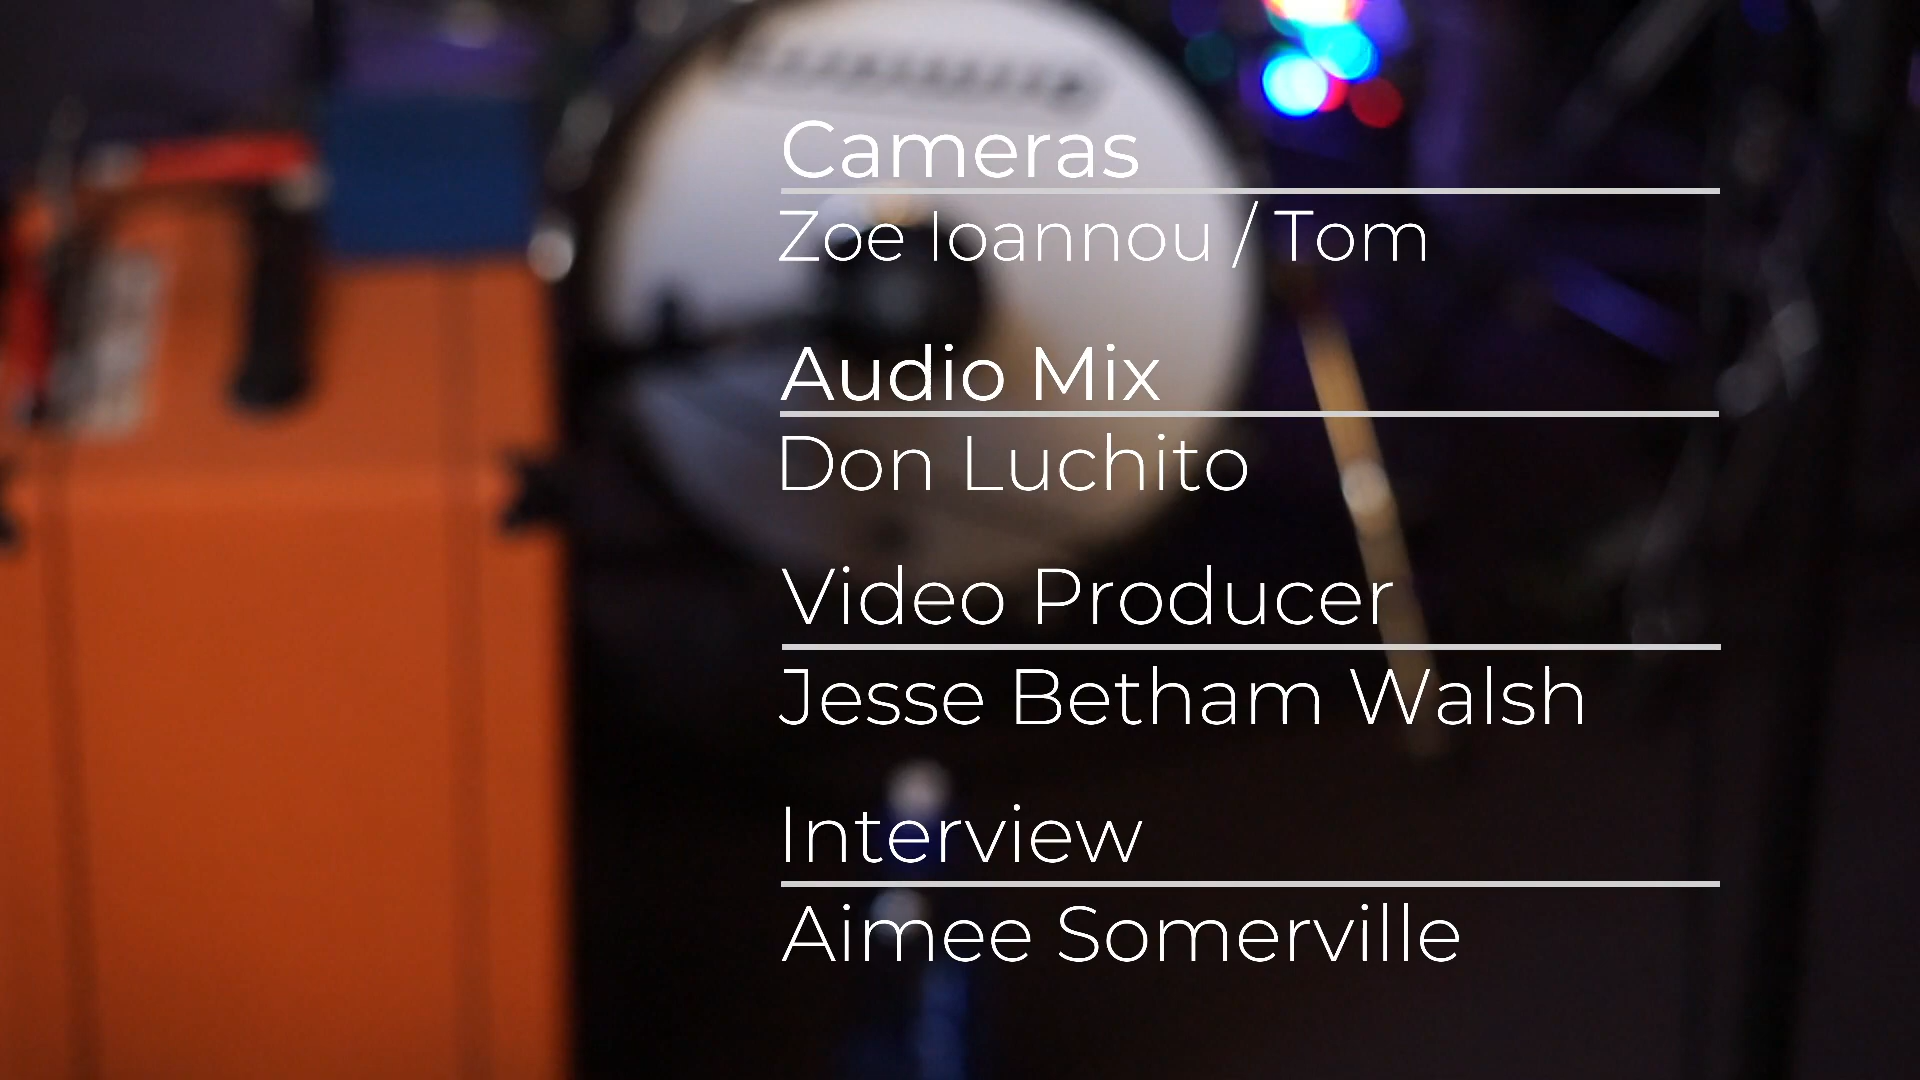 Cameras
Zoe Ioannou / Tom
Audio Mix
Don Luchito
Video Producer
Jesse Betham Walsh
Interview
Aimee Somerville